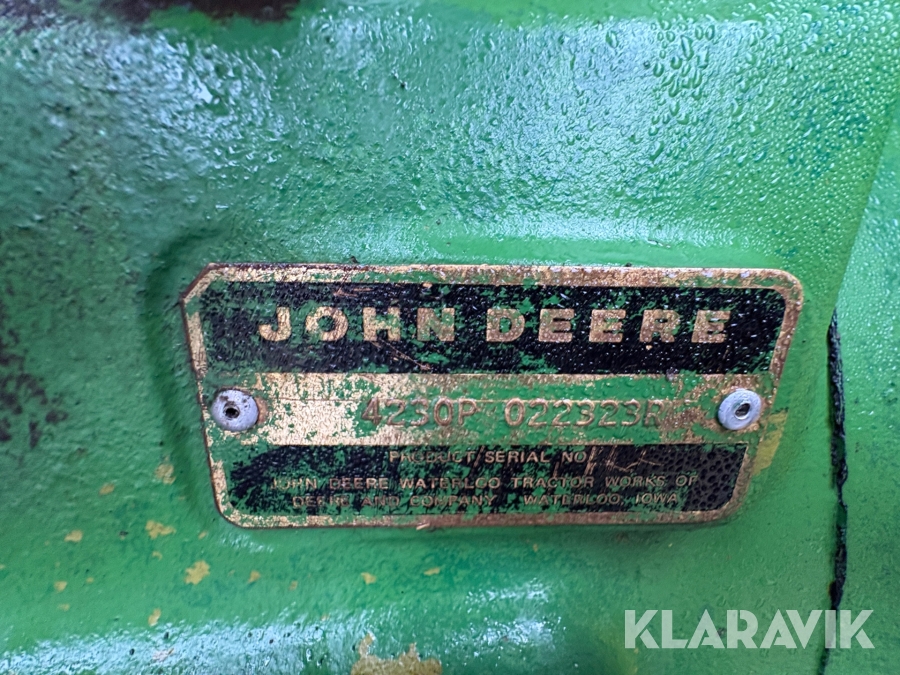 JOHN DEERE
4230P 022323R
PRODUCT SERIAL NO
JOHN DEERE WATERLOO TRACTOR WORKS OF
DEERE AND COMPANY WATERLOO, IOWA
KLARAVIK